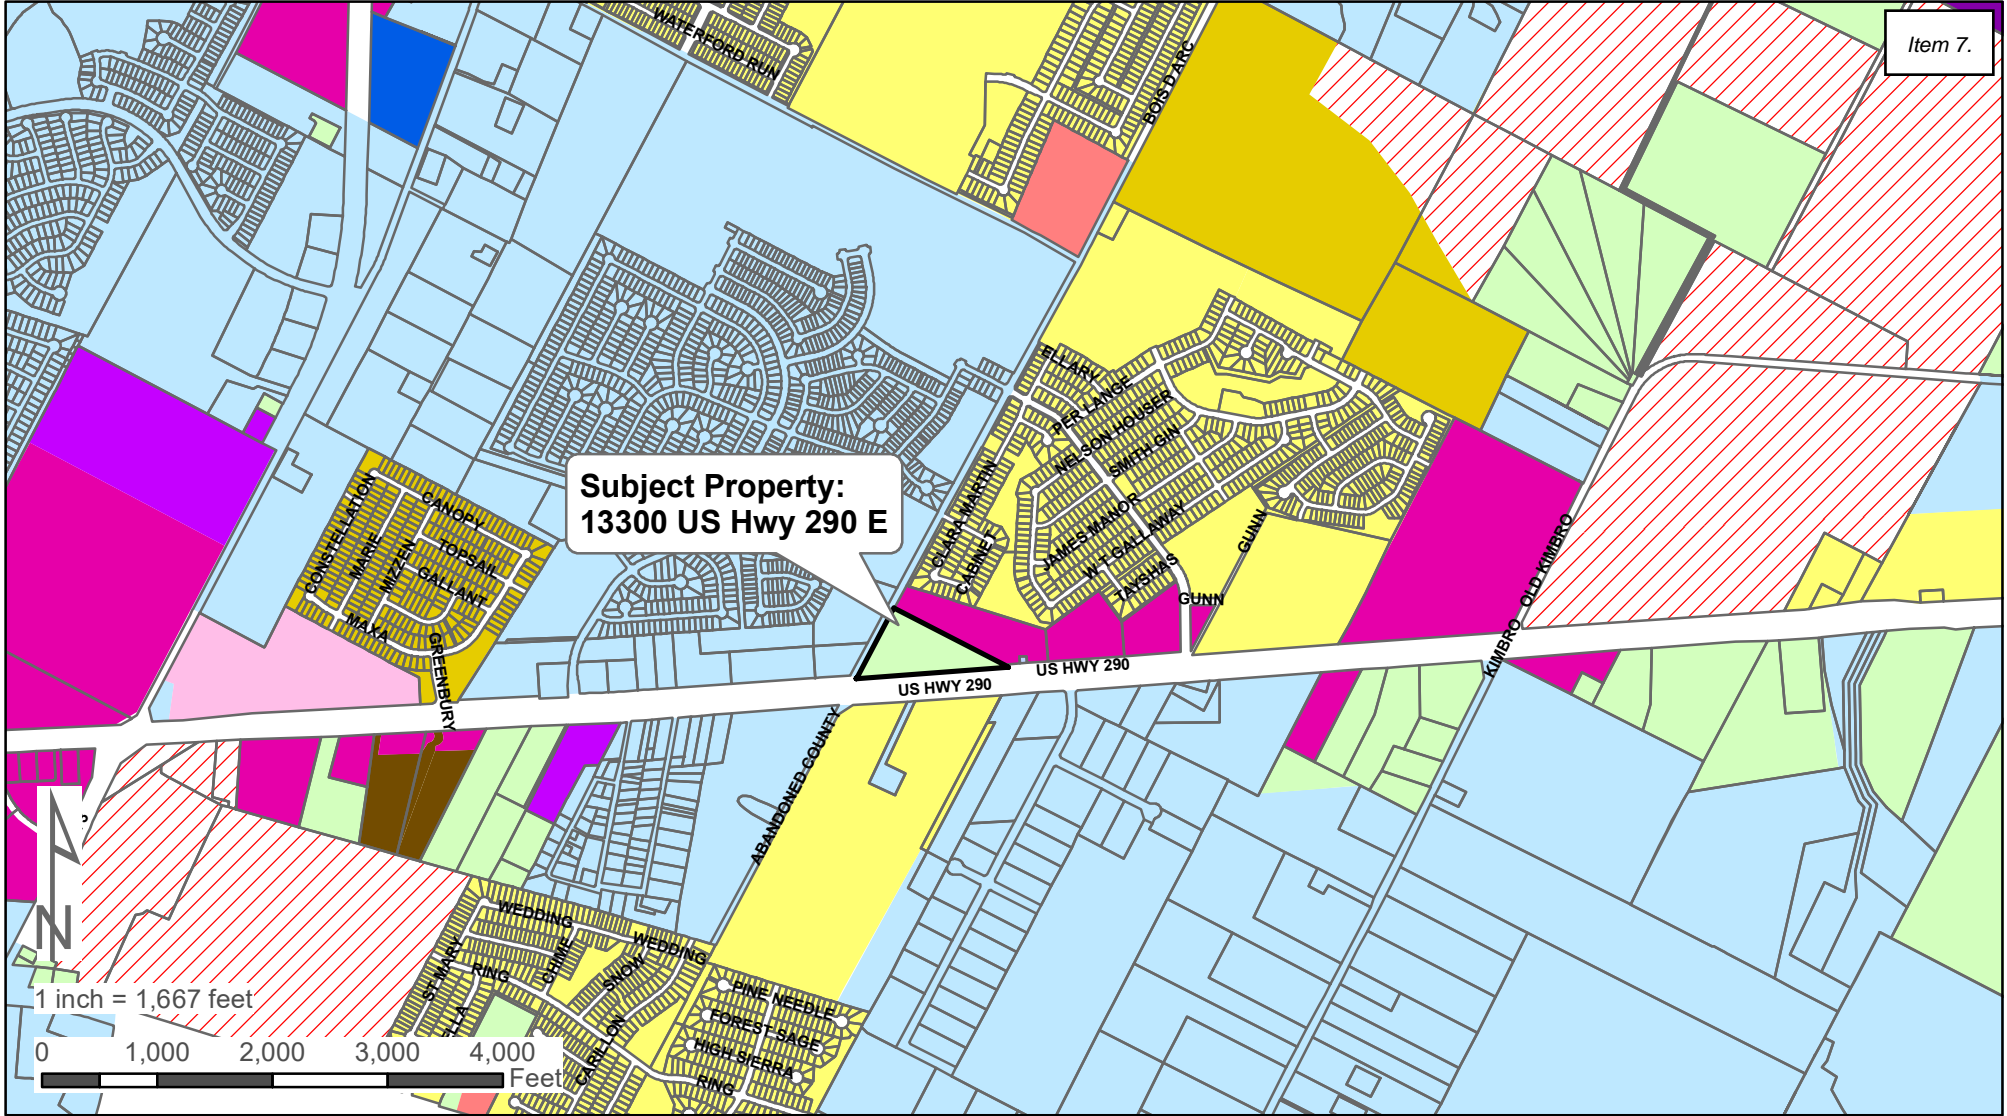 Item 7.
WATERFORD RUN
BOIS D ARC
ELLARY
PER LANGE
NELSON HOUSER
SMITH GIN
CLARA MARTIN
CABINET
JAMES MANOR
W T GALLAWAY
TAYSHAS
GUNN
GUNN
Subject Property:
13300 US Hwy 290 E
CONSTELLATION
MARIE
MIZZEN
CANOPY
TOPSAIL
GALLANT
MAXA
GREENBURY
OLD KIMBRO
KIMBRO
US HWY 290
US HWY 290
ABANDONED COUNTY
WEDDING
WEDDING
ST MARY
RING
CHIME
SNOW
CARILLON
PINE NEEDLE
FOREST SAGE
HIGH SIERRA
RING
N
1 inch = 1,667 feet
0 1,000 2,000 3,000 4,000
Feet